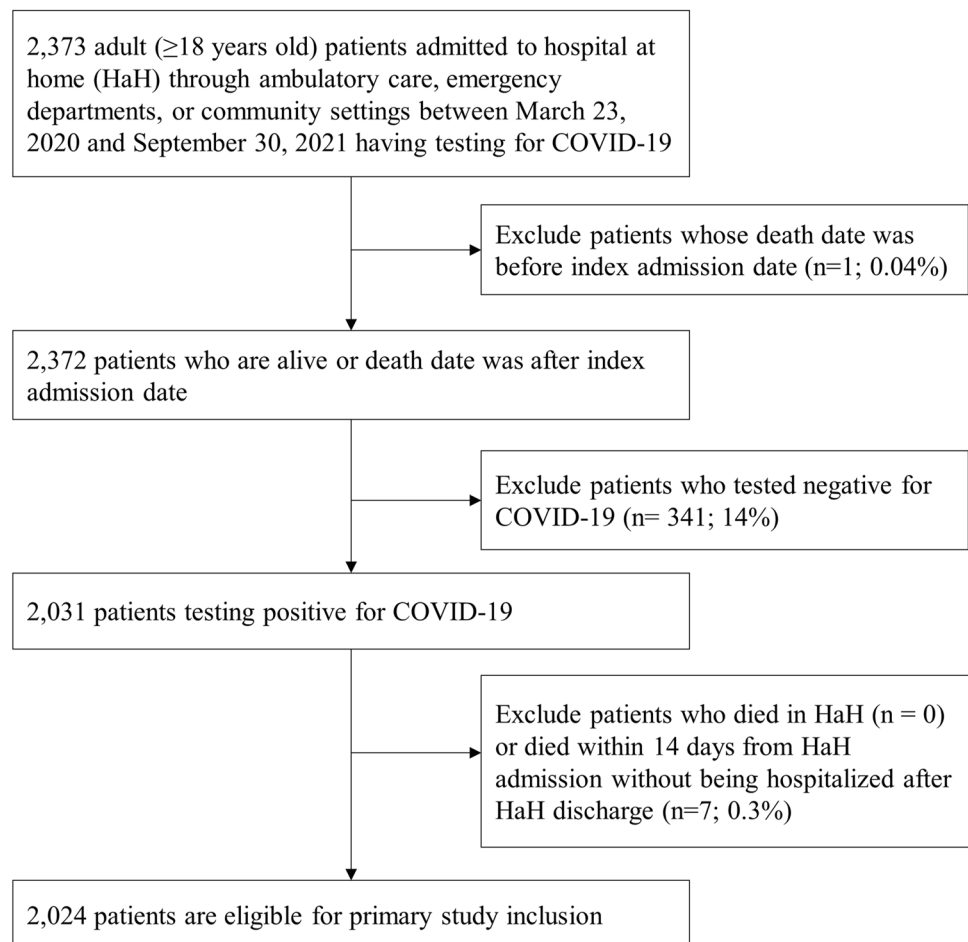 2,373 adult (≥18 years old) patients admitted to hospital at
home (HaH) through ambulatory care, emergency
departments, or community settings between March 23,
2020 and September 30, 2021 having testing for COVID-19
Exclude patients whose death date was
before index admission date (n=1; 0.04%)
2,372 patients who are alive or death date was after index
admission date
Exclude patients who tested negative for
COVID-19 (n= 341; 14%)
2,031 patients testing positive for COVID-19
Exclude patients who died in HaH (n = 0)
or died within 14 days from HaH
admission without being hospitalized after
HaH discharge (n=7; 0.3%)
2,024 patients are eligible for primary study inclusion